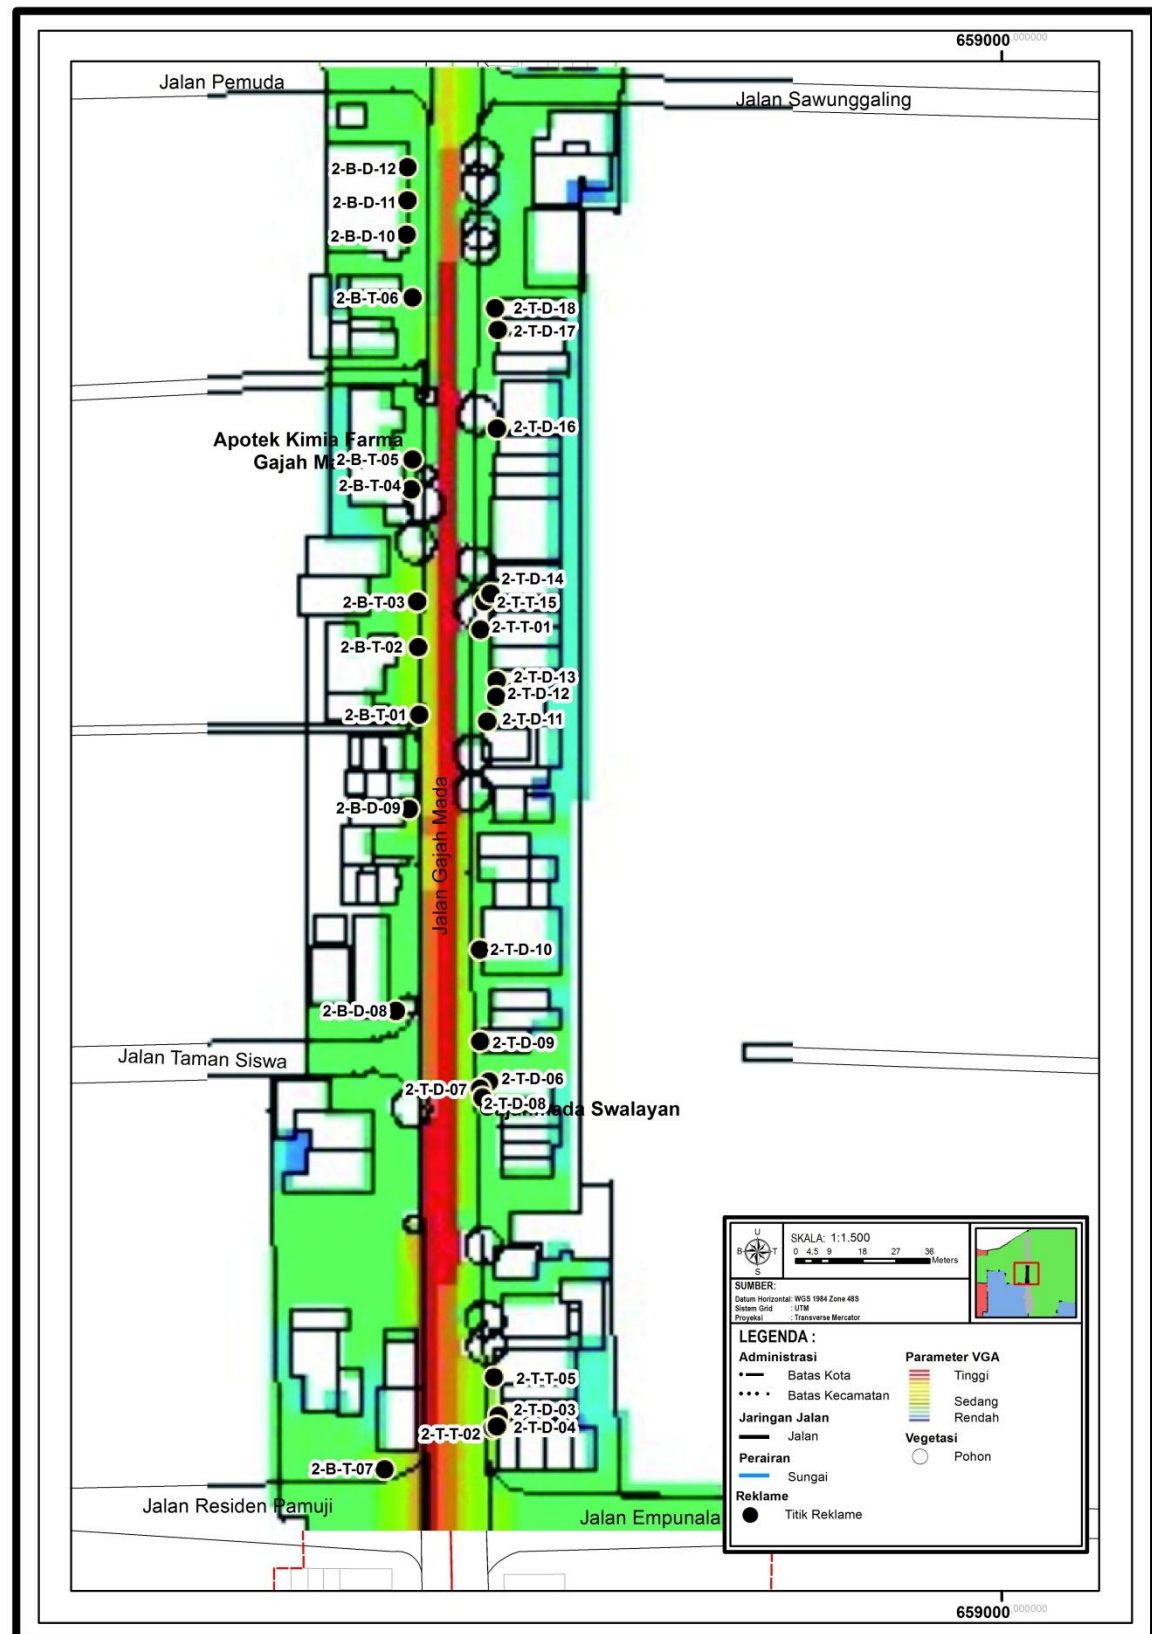 659000.000000
Jalan Pemuda
Jalan Sawunggaling
2-B-D-12
2-B-D-11
2-B-D-10
2-B-T-06
2-T-D-18
2-T-D-17
2-T-D-16
Apotek Kimia Farma
Gajah
2-B-T-05
2-B-T-04
2-T-D-14
2-B-T-03
2-T-T-15
2-T-T-01
2-B-T-02
2-T-D-13
2-T-D-12
2-B-T-01
2-T-D-11
Jalan Gajah Mada
2-B-D-09
2-T-D-10
2-B-D-08
2-T-D-09
Jalan Taman Siswa
2-T-D-06
2-T-D-07
2-T-D-08
Swalayan
2-T-T-05
2-T-D-03
2-T-D-04
2-T-T-02
2-B-T-07
Jalan Residen Pamuji
Jalan Empunala
U
B T
S
SKALA: 1:1.500
0 4,5 9 18 27 36
Meters
SUMBER:
Datum Horizontal: WGS 1984 Zone 48S
Sistem Grid : UTM
Proyeksi : Transverse Mercator
LEGENDA :
Administrasi
Batas Kota
Batas Kecamatan
Jaringan Jalan
Jalan
Perairan
Sungai
Reklame
Titik Reklame
Parameter VGA
Tinggi
Sedang
Rendah
Vegetasi
Pohon
659000.000000